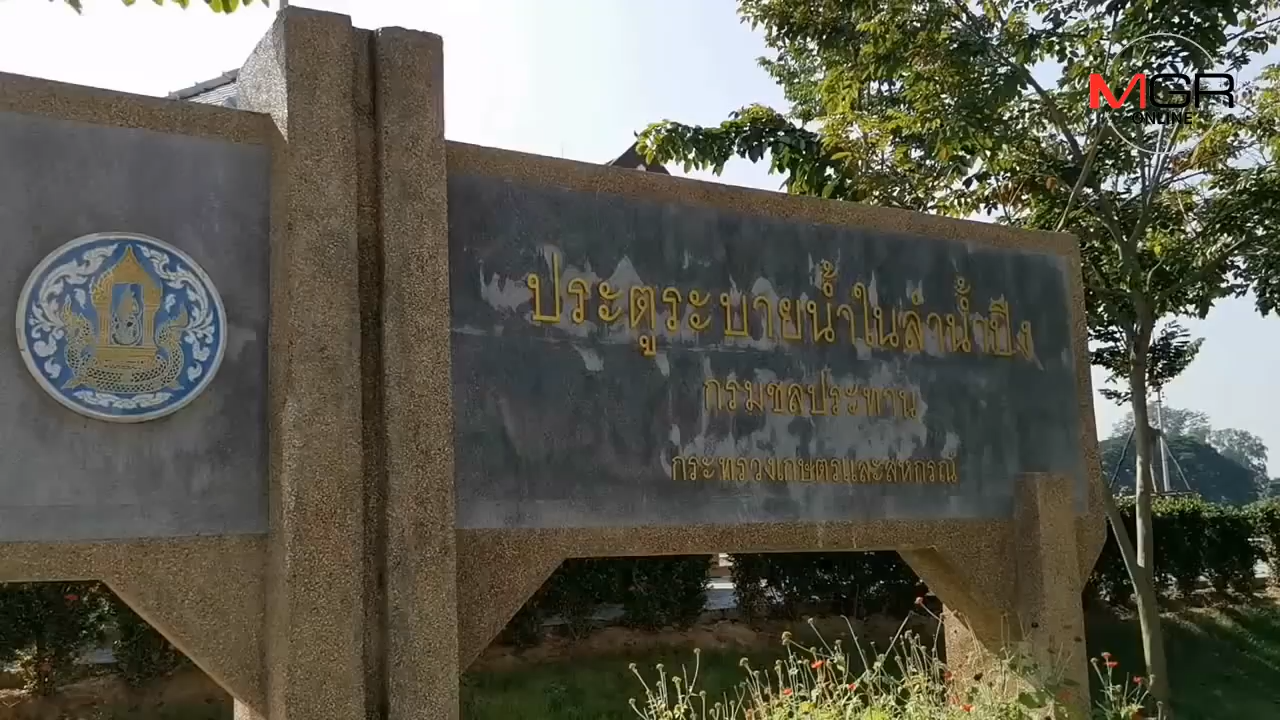 MGR
ONLINE
ประตูระบายน้ำในลำน้ำปิง
กรมชลประทาน
กระทรวงเกษตรและสหกรณ์